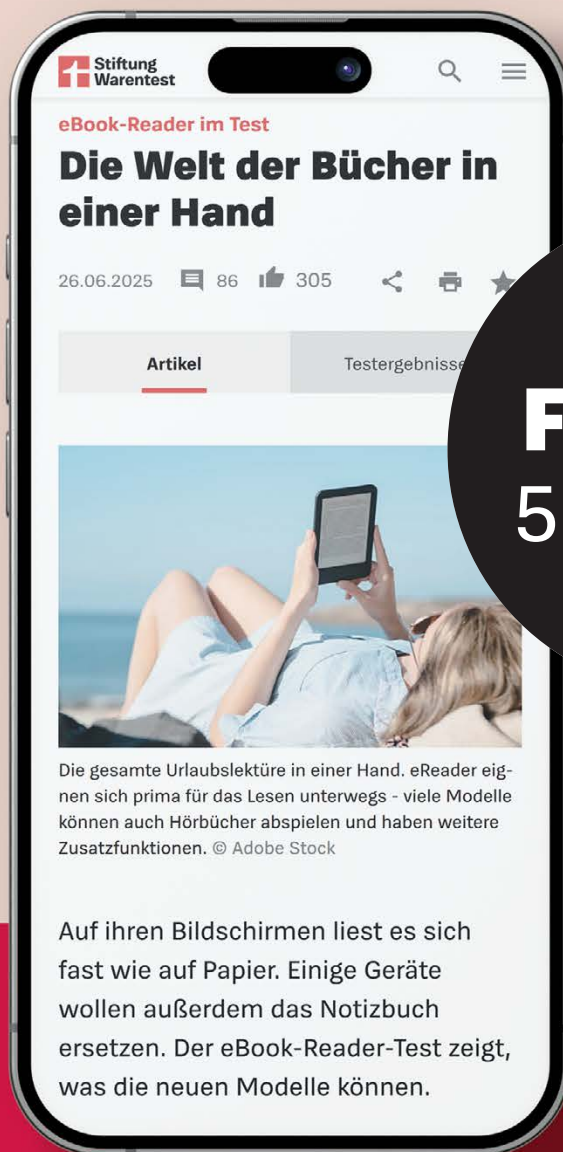 Stiftung
Warentest
eBook-Reader im Test
Die Welt der Bücher in
einer Hand
26.06.2025 86 305
Artikel Testergebnisse
F
5
Die gesamte Urlaubslektüre in einer Hand. eReader eig-
nen sich prima für das Lesen unterwegs - viele Modelle
können auch Hörbücher abspielen und haben weitere
Zusatzfunktionen. © Adobe Stock
Auf ihren Bildschirmen liest es sich
fast wie auf Papier. Einige Geräte
wollen außerdem das Notizbuch
ersetzen. Der eBook-Reader-Test zeigt,
was die neuen Modelle können.